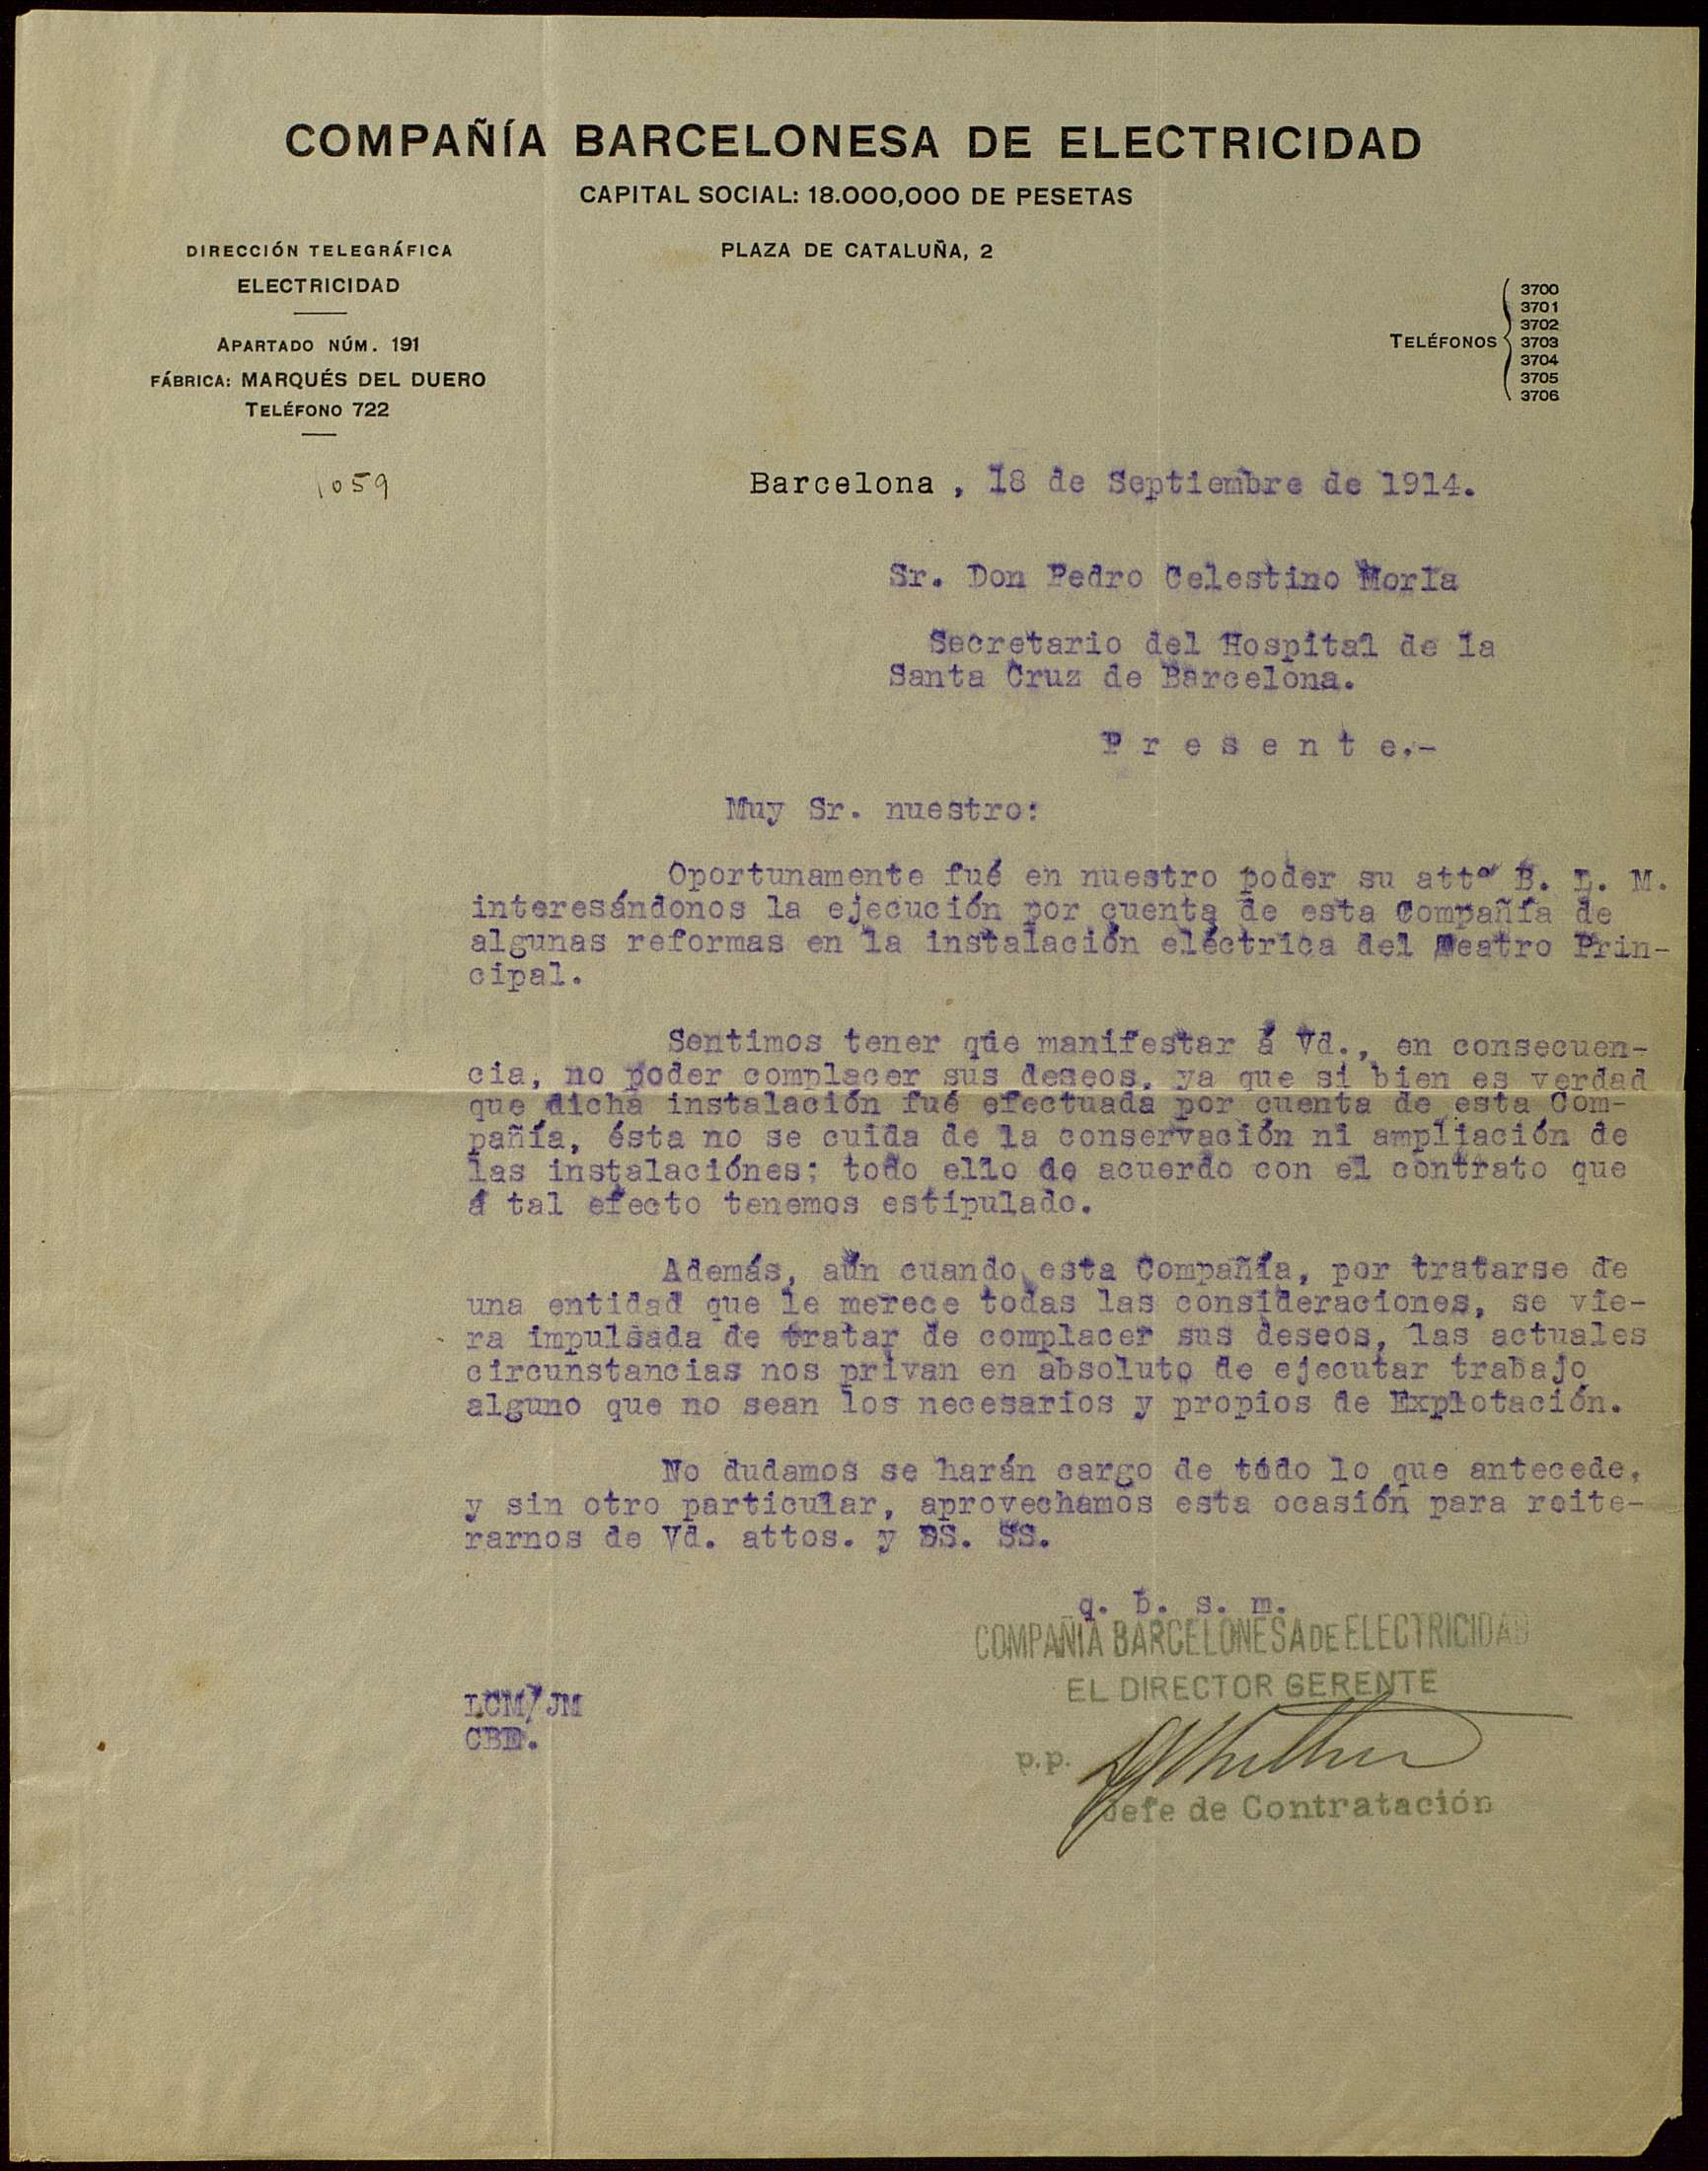 COMPAÑÍA BARCELONESA DE ELECTRICIDAD
CAPITAL SOCIAL: 18.000,000 DE PESETAS
PLAZA DE CATALUÑA, 2
DIRECCIÓN TELEGRÁFICA
ELECTRICIDAD
APARTADO NÚM. 191
FÁBRICA: MARQUÉS DEL DUERO
TELÉFONO 722
TELÉFONOS
3700
3701
3702
3703
3704
3705
3706
1059
Barcelona, 18 de Septiembre de 1914.
Sr. Don Pedro Celestino Morla
Secretario del Hospital de la
Santa Cruz de Barcelona.
P r e s e n t e.-
Muy Sr. nuestro:
Oportunamente fué en nuestro poder su attº B. L. M.
interesándonos la ejecución por cuenta de esta Compañía de
algunas reformas en la instalación eléctrica del Teatro Prin-
cipal.
Sentimos tener que manifestar á Vd., en consecuen-
cia, no poder complacer sus deseos, ya que si bien es verdad
que dicha instalación fué efectuada por cuenta de esta Com-
pañía, ésta no se cuida de la conservación ni ampliación de
las instalaciónes; todo ello de acuerdo con el contrato que
á tal efecto tenemos estipulado.
Además, aún cuando esta Compañía, por tratarse de
una entidad que le merece todas las consideraciones, se vie-
ra impulsada de tratar de complacer sus deseos, las actuales
circunstancias nos privan en absoluto de ejecutar trabajo
alguno que no sean los necesarios y propios de Explotación.
No dudamos se harán cargo de tódo lo que antecede,
y sin otro particular, aprovechamos esta ocasión para reite-
rarnos de Vd. attos. y SS. SS.
q. b. s. m.
COMPAÑIA BARCELONESA DE ELECTRICIDAD
EL DIRECTOR GERENTE
p.p.
Jefe de Contratación
LCM/JM
CBE.